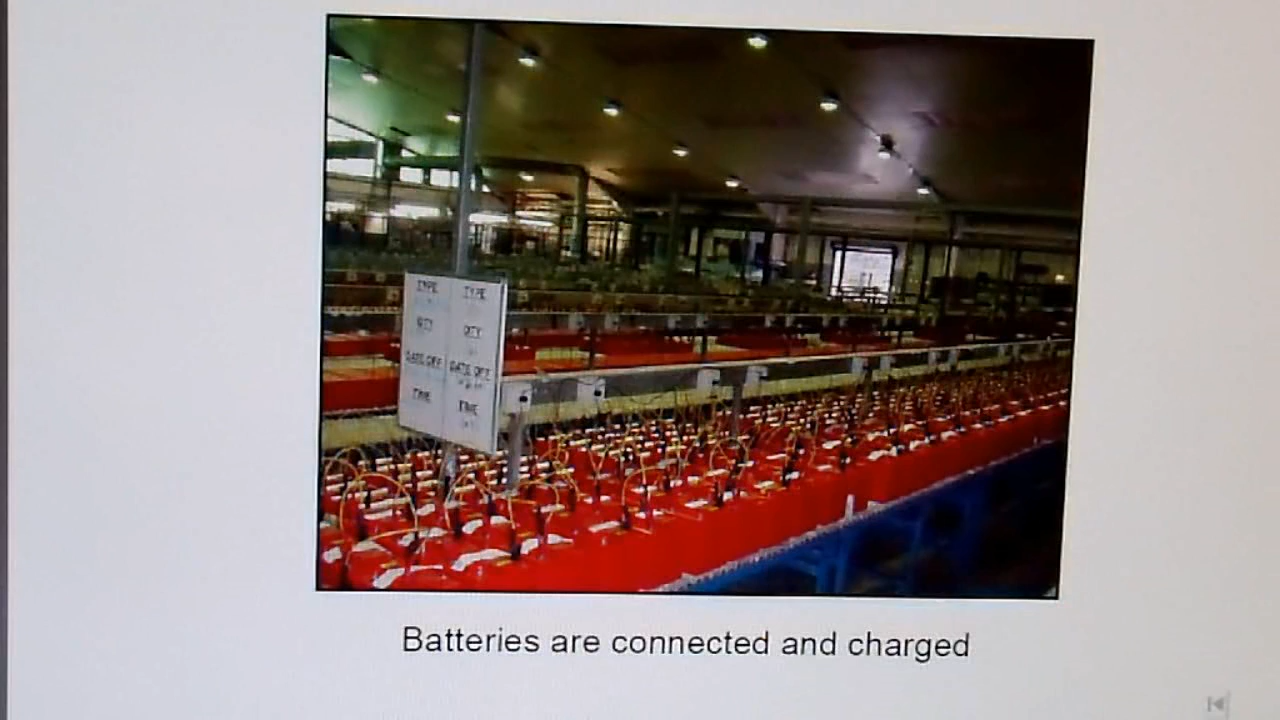 TYPE TYPE
QTY QTY
DATE OFF DATE OFF
TIME TIME
Batteries are connected and charged